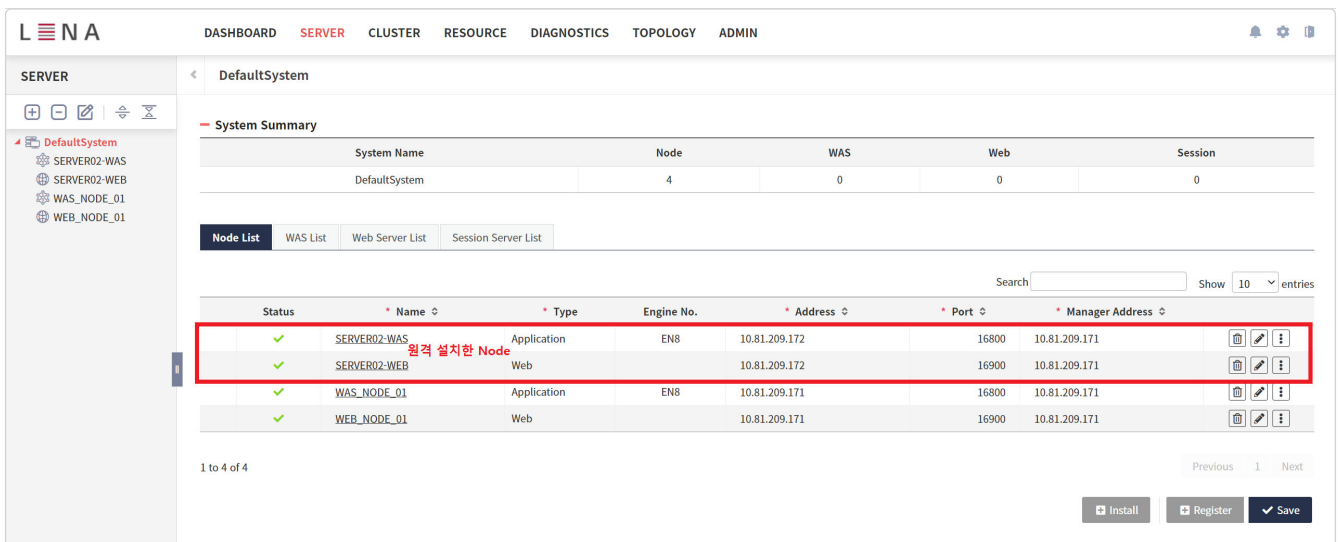 LENA
DASHBOARD SERVER CLUSTER RESOURCE DIAGNOSTICS TOPOLOGY ADMIN
SERVER
DefaultSystem
DefaultSystem
SERVER02-WAS
SERVER02-WEB
WAS_NODE_01
WEB_NODE_01
System Summary
System Name Node WAS Web Session
DefaultSystem 4 0 0 0
Node List WAS List Web Server List Session Server List
Search Show 10 entries
Status * Name * Type Engine No. * Address * Port * Manager Address
SERVER02-WAS Application EN8 10.81.209.172 16800 10.81.209.171
원격 설치한 Node
SERVER02-WEB Web 10.81.209.172 16900 10.81.209.171
WAS_NODE_01 Application EN8 10.81.209.171 16800 10.81.209.171
WEB_NODE_01 Web 10.81.209.171 16900 10.81.209.171
1 to 4 of 4
Previous 1 Next
Install Register Save